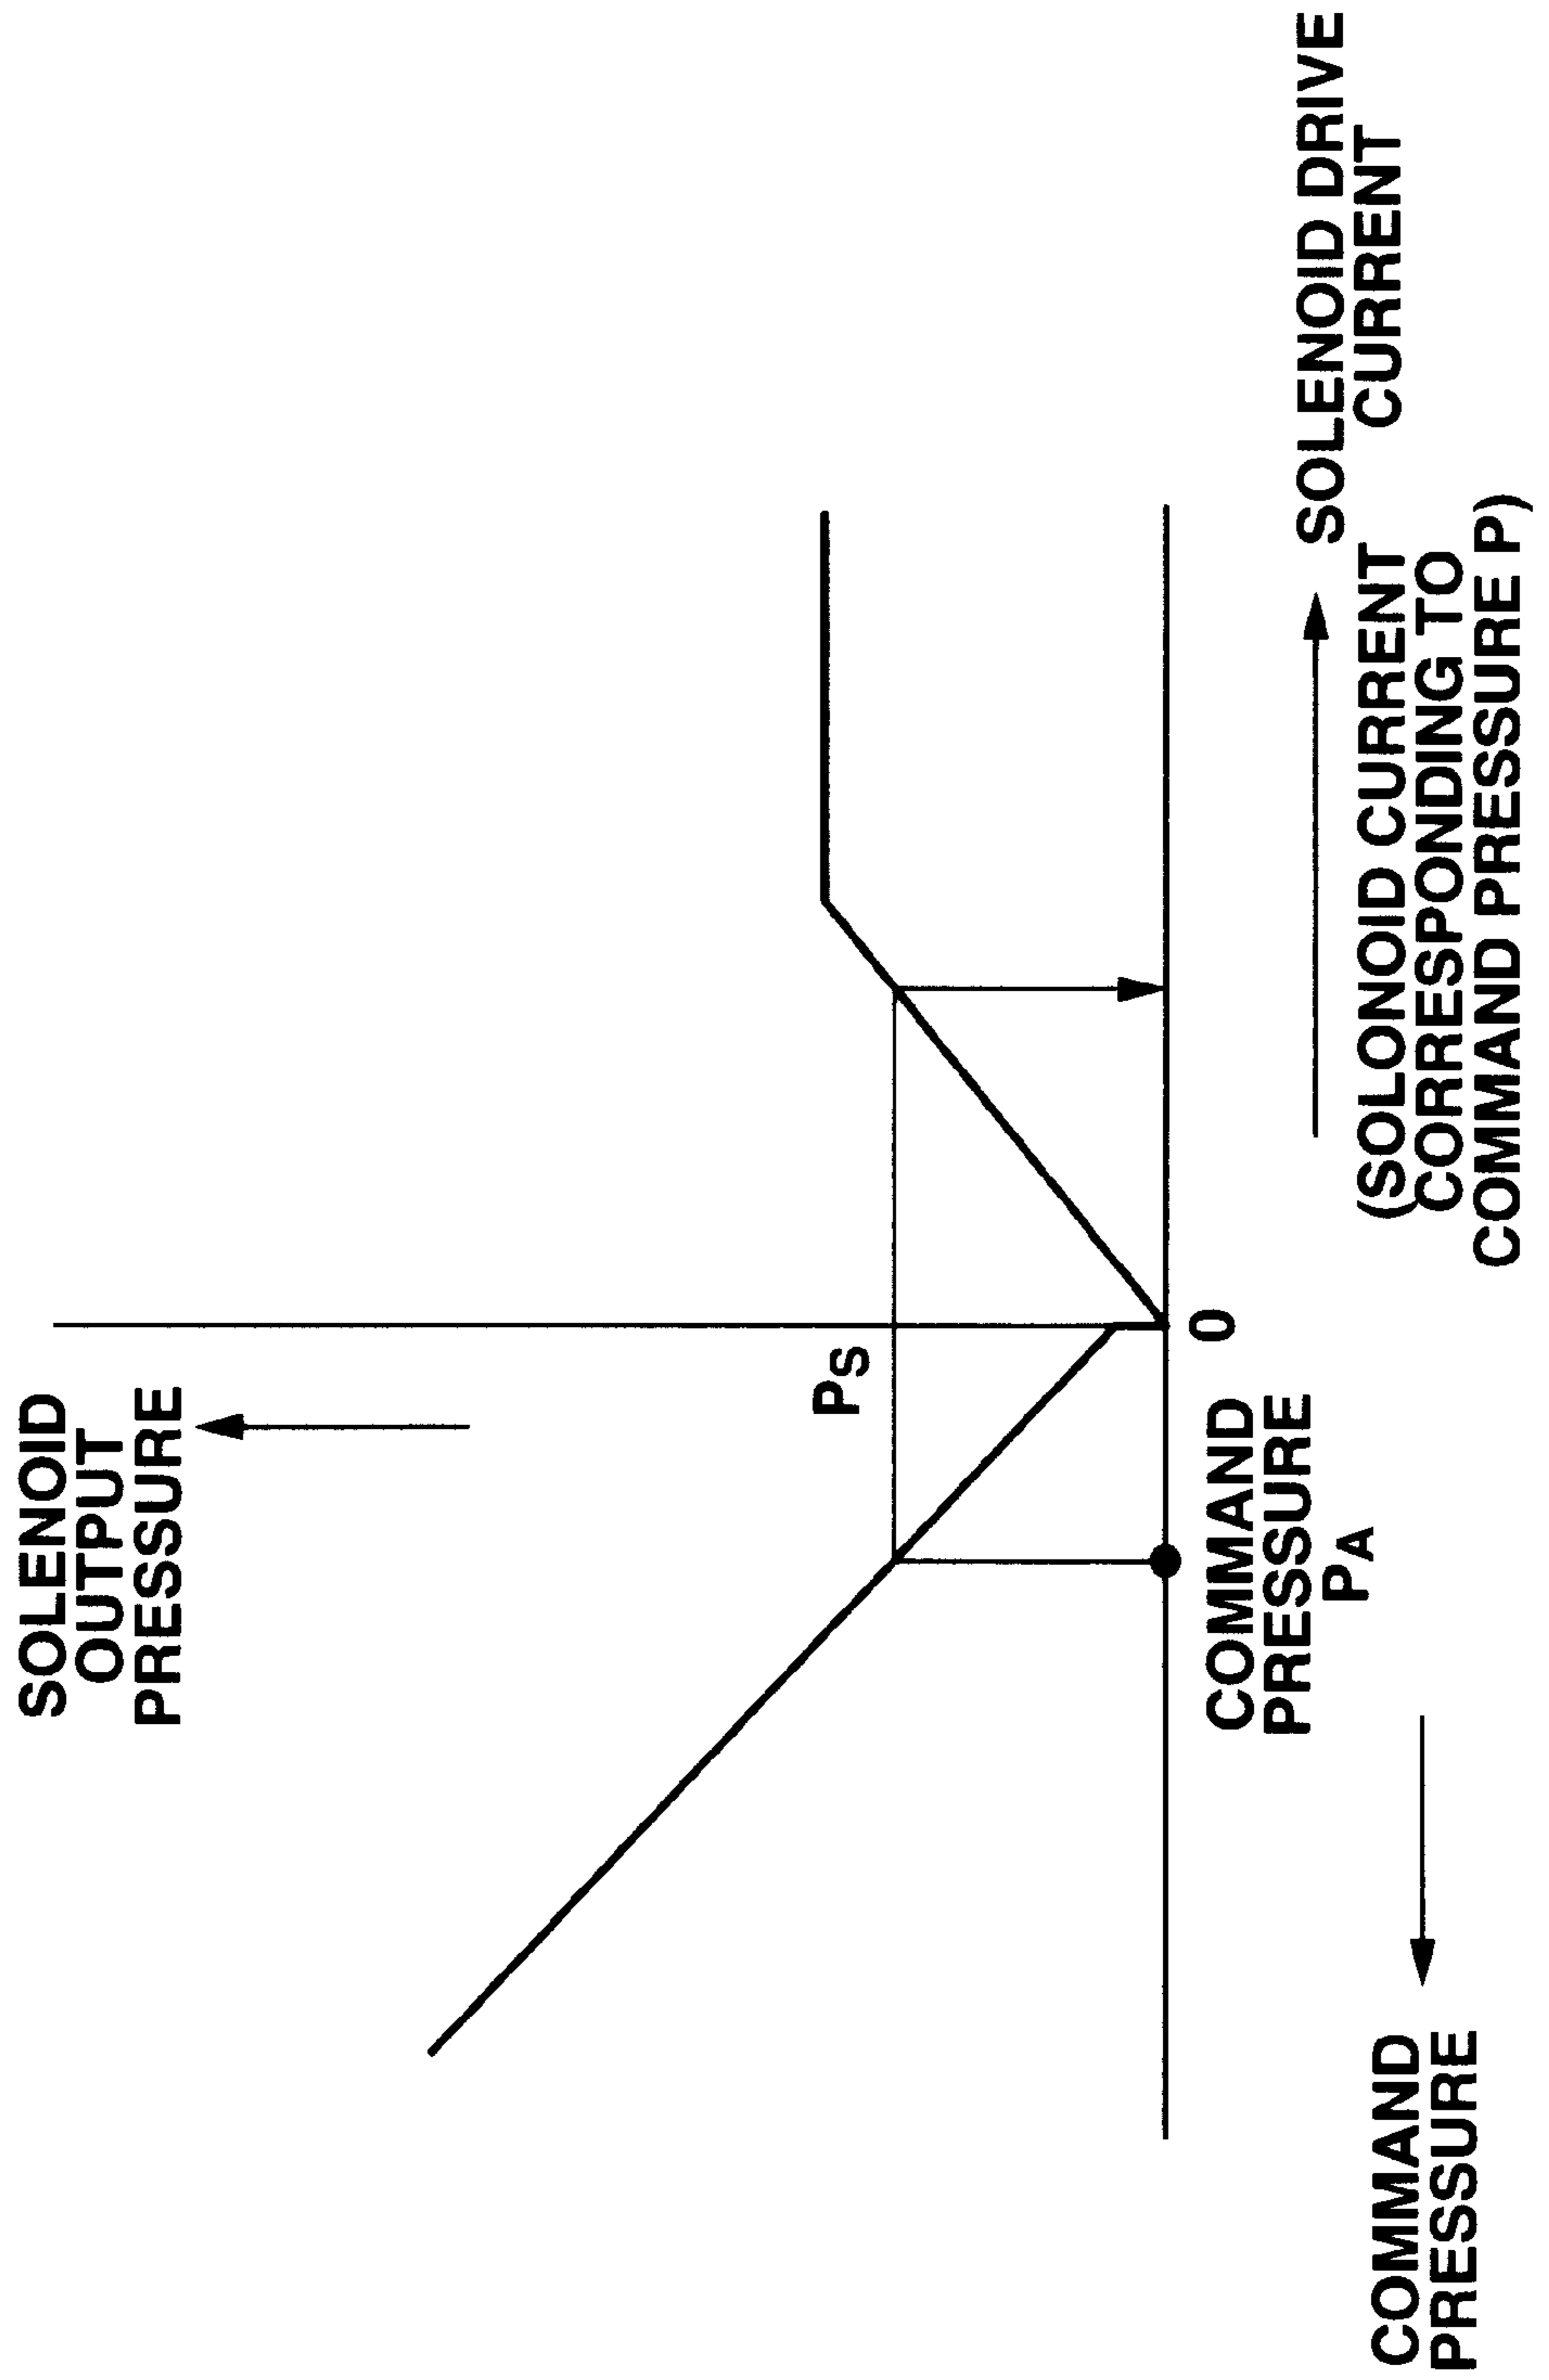 SOLENOID
OUTPUT
PRESSURE
PS
0
COMMAND
PRESSURE
PA
COMMAND
PRESSURE
SOLENOID DRIVE
CURRENT
(SOLONOID CURRENT
CORRESPONDING TO
COMMAND PRESSURE P)